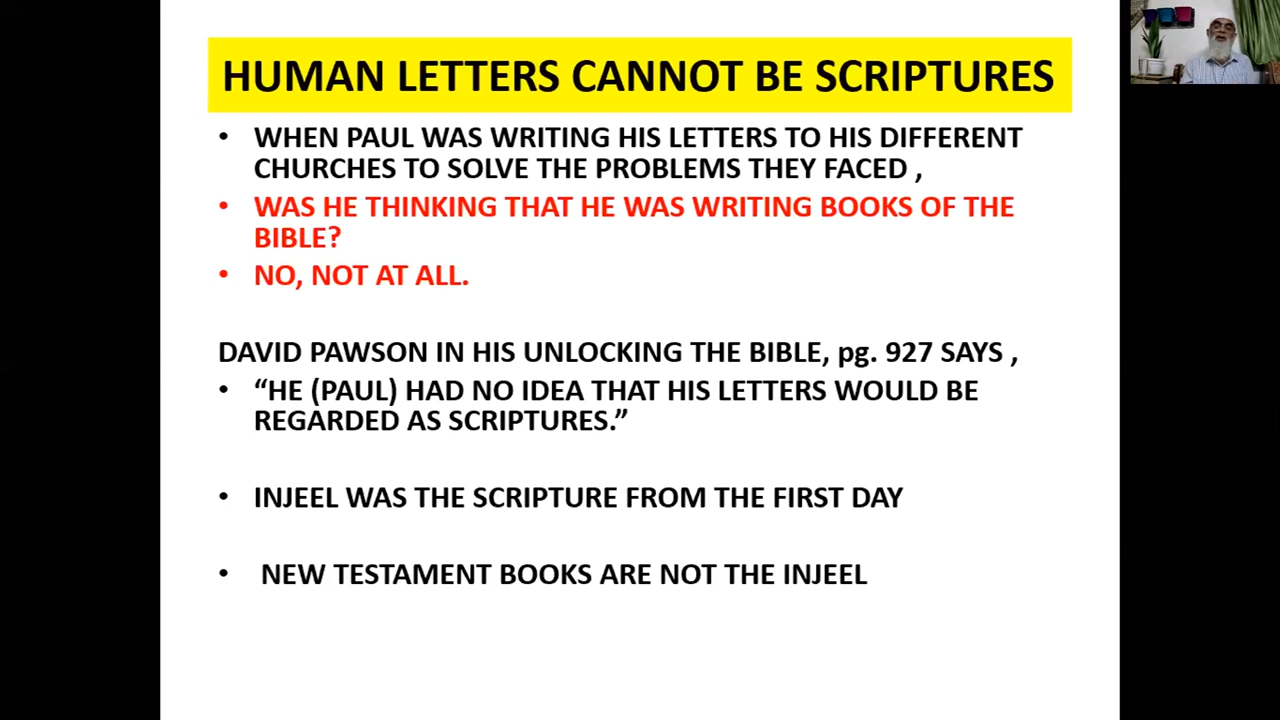 HUMAN LETTERS CANNOT BE SCRIPTURES
• WHEN PAUL WAS WRITING HIS LETTERS TO HIS DIFFERENT
CHURCHES TO SOLVE THE PROBLEMS THEY FACED ,
• WAS HE THINKING THAT HE WAS WRITING BOOKS OF THE
BIBLE?
• NO, NOT AT ALL.
DAVID PAWSON IN HIS UNLOCKING THE BIBLE, pg. 927 SAYS ,
• “HE (PAUL) HAD NO IDEA THAT HIS LETTERS WOULD BE
REGARDED AS SCRIPTURES.”
• INJEEL WAS THE SCRIPTURE FROM THE FIRST DAY
• NEW TESTAMENT BOOKS ARE NOT THE INJEEL